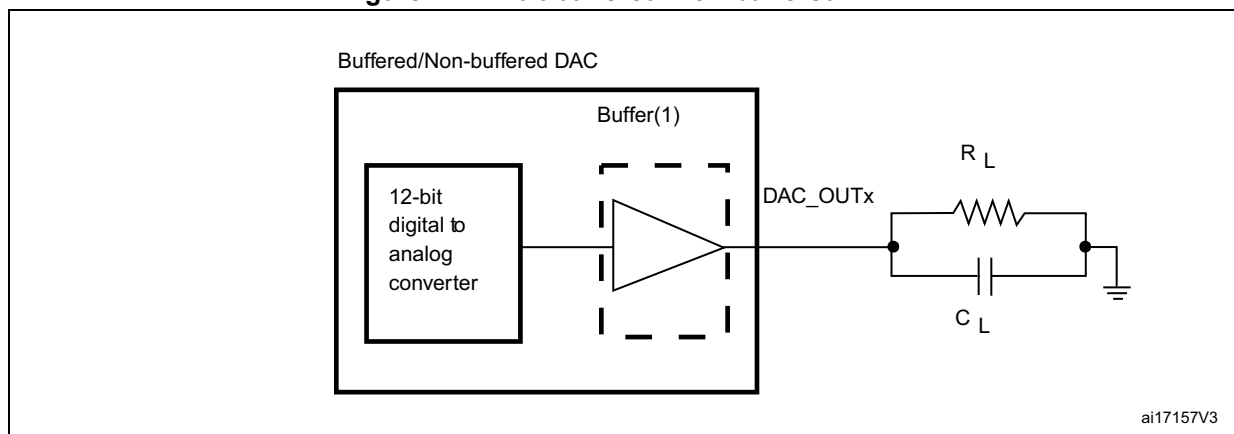 Buffered/Non-buffered DAC
Buffer(1)
12-bit
digital to
analog
converter
DAC_OUTx
R L
C L
ai17157V3